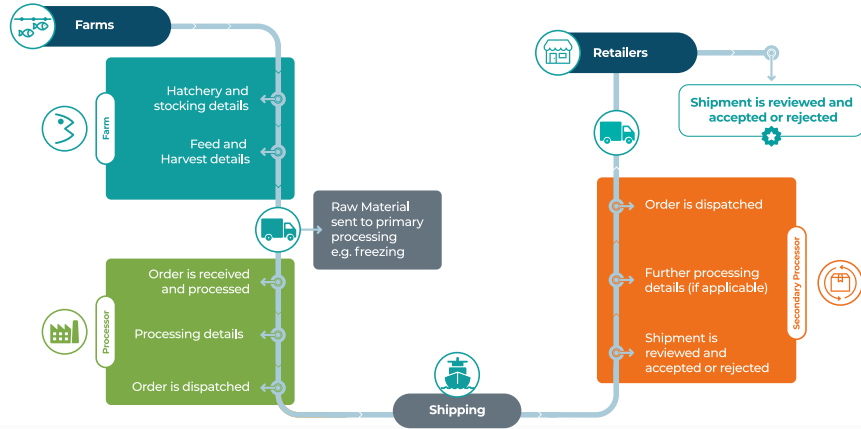 Farms
Hatchery and
stocking details
Farm
Feed and
Harvest details
Raw Material
sent to primary
processing
e.g. freezing
Order is received
and processed
Processor
Processing details
Order is dispatched
Shipping
Retailers
Shipment is reviewed and
accepted or rejected
Order is dispatched
Further processing
details (if applicable)
Secondary Processor
Shipment is
reviewed and
accepted or rejected